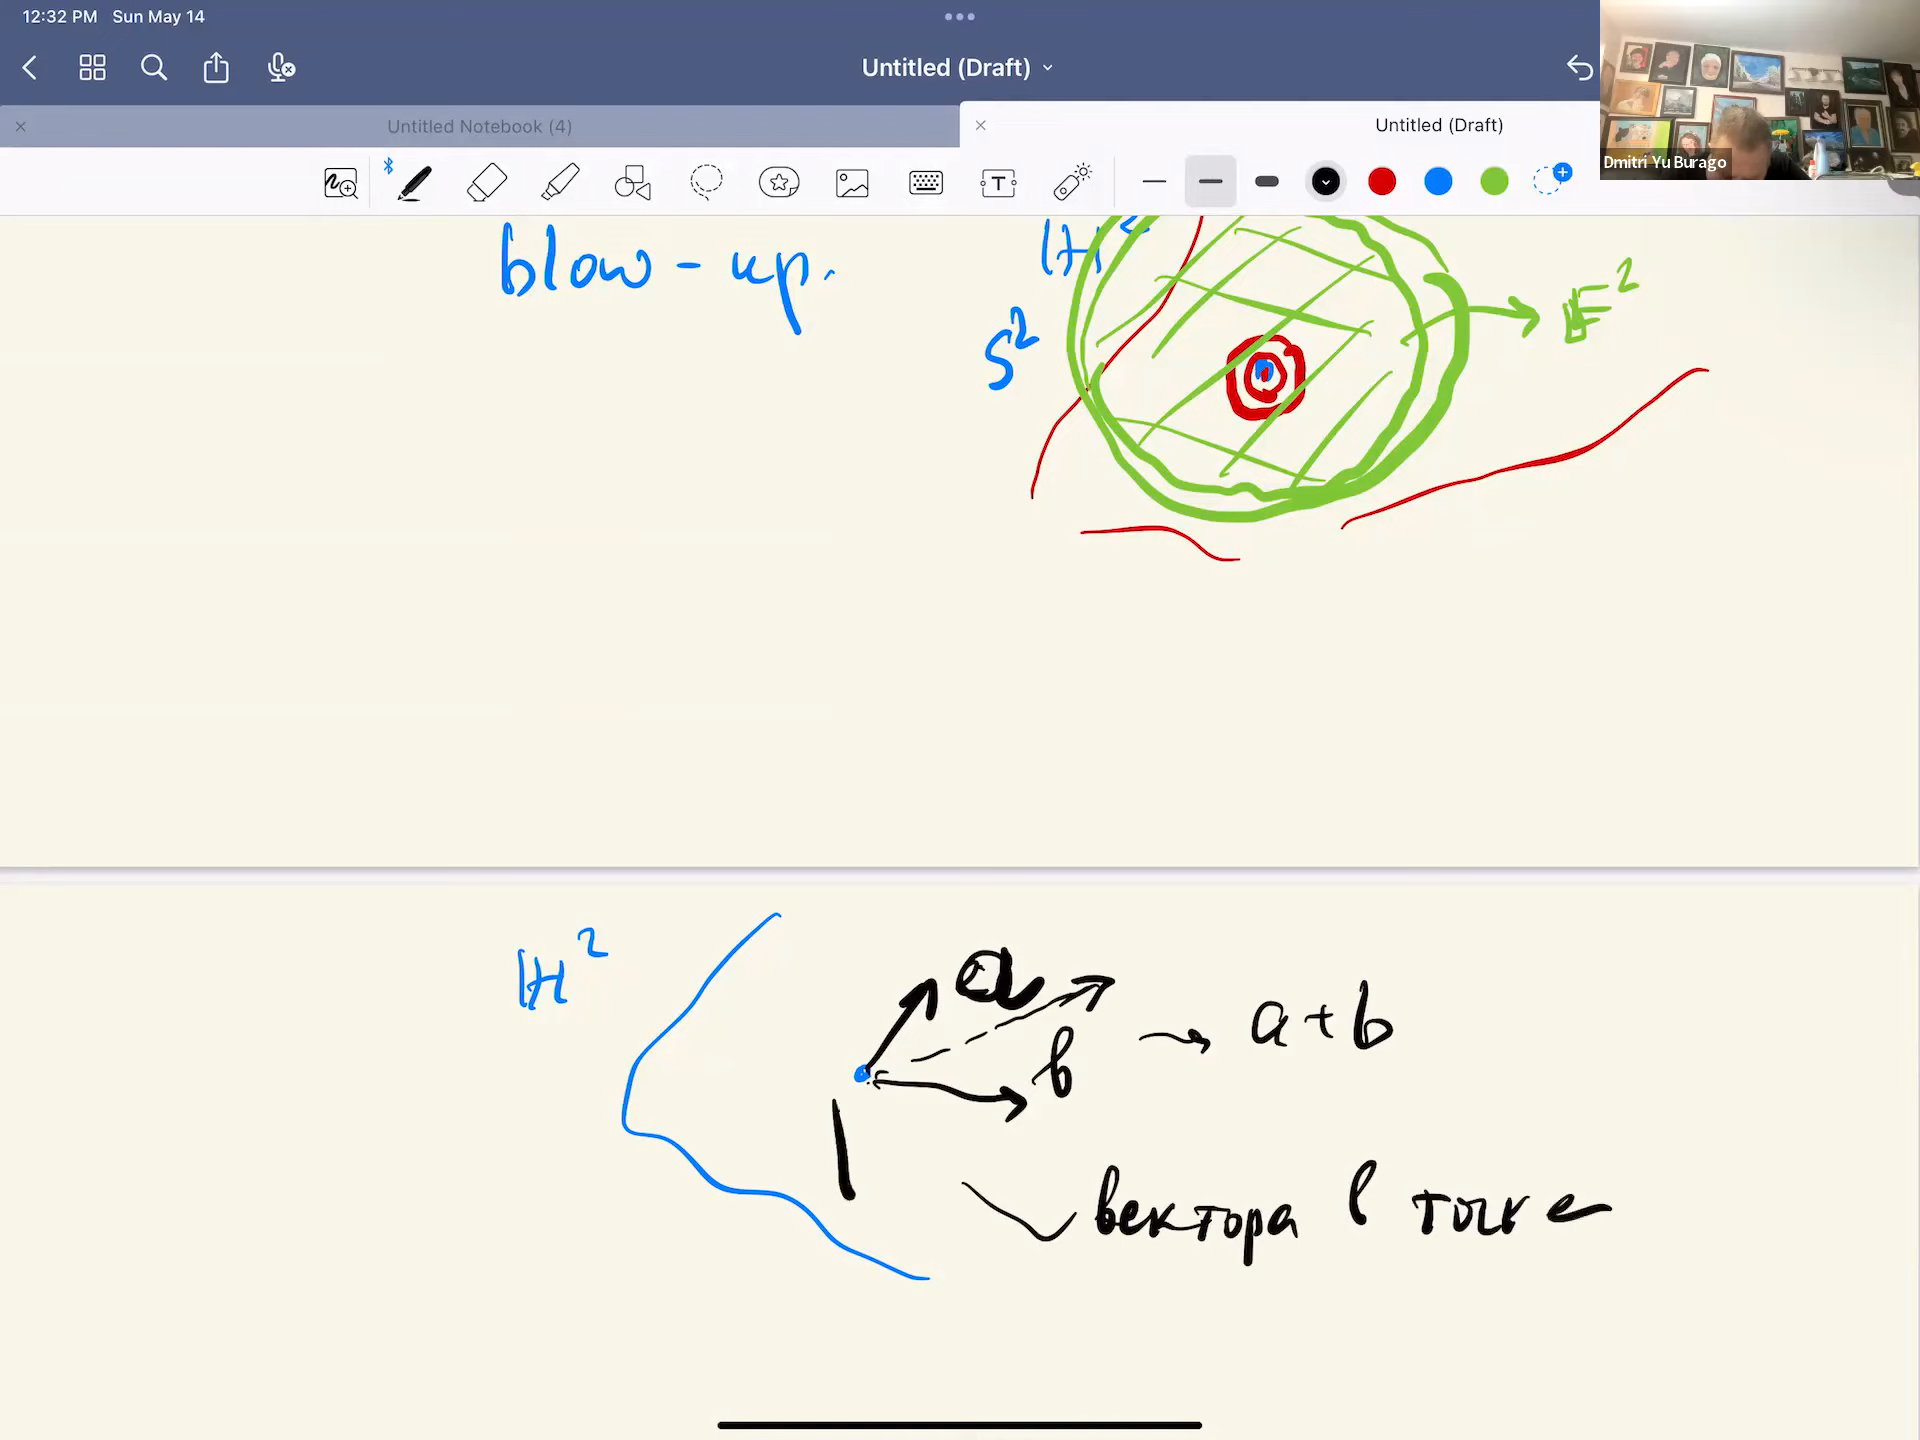 12:32 PM Sun May 14
Untitled (Draft)
Untitled Notebook (4)
Untitled (Draft)
Dmitri Yu Burago
T
blow-up.
H²
S²
E²
H²
a
b
a+b
вектора в точке